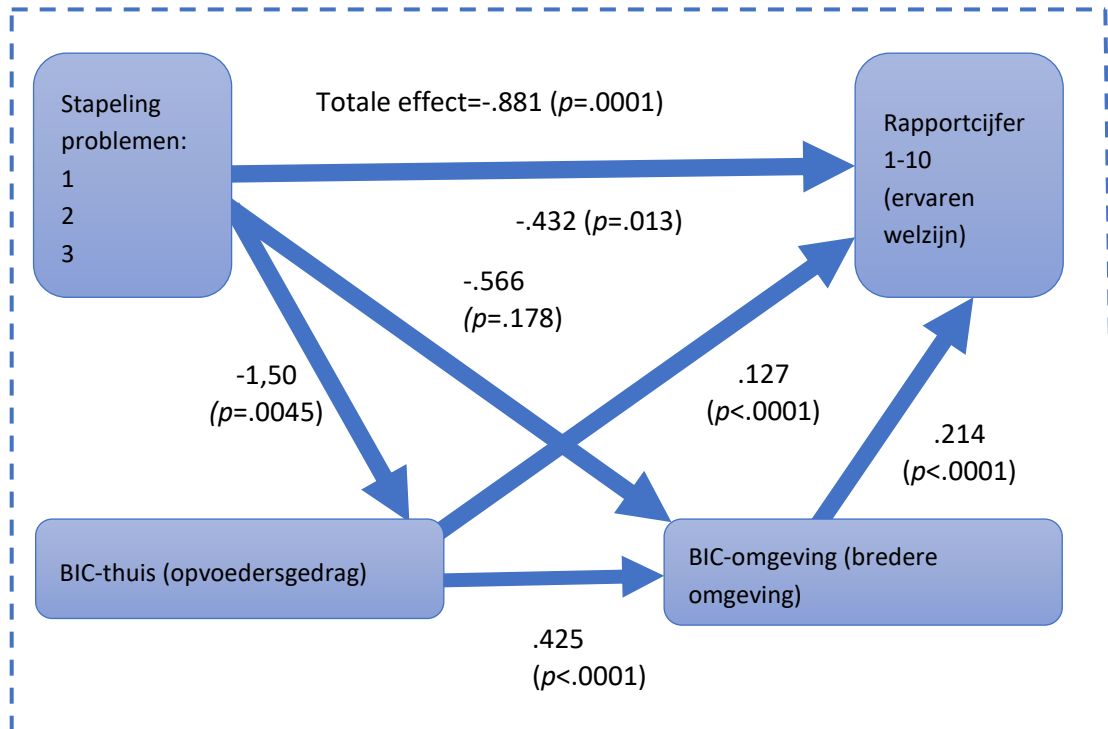 Stapeling
problemen:
1
2
3
Totale effect=-.881 (p=.0001)
Rapportcijfer
1-10
(ervaren
welzijn)
-.432 (p=.013)
-.566
(p=.178)
-1,50
(p=.0045)
.127
(p<.0001)
.214
(p<.0001)
BIC-thuis (opvoedersgedrag)
BIC-omgeving (bredere
omgeving)
.425
(p<.0001)